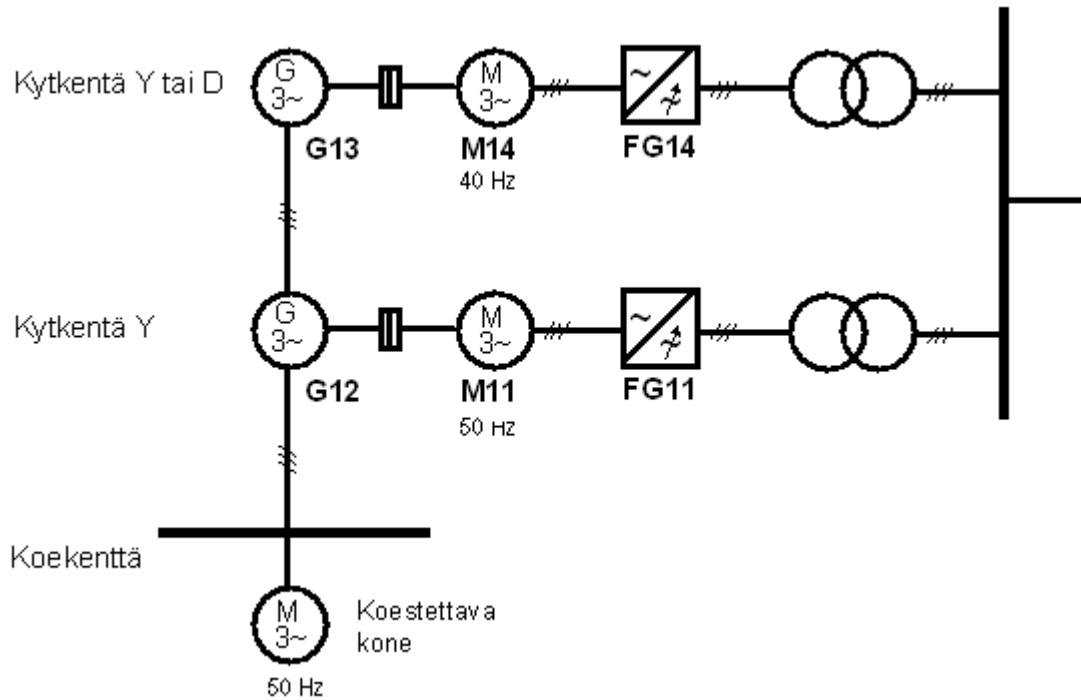 Kytkentä Y tai D
G
3~
G13
M
3~
M14
40 Hz
~
~
FG14
Kytkentä Y
G
3~
G12
M
3~
M11
50 Hz
~
~
FG11
Koekenttä
M
3~
50 Hz
Koestettava
kone